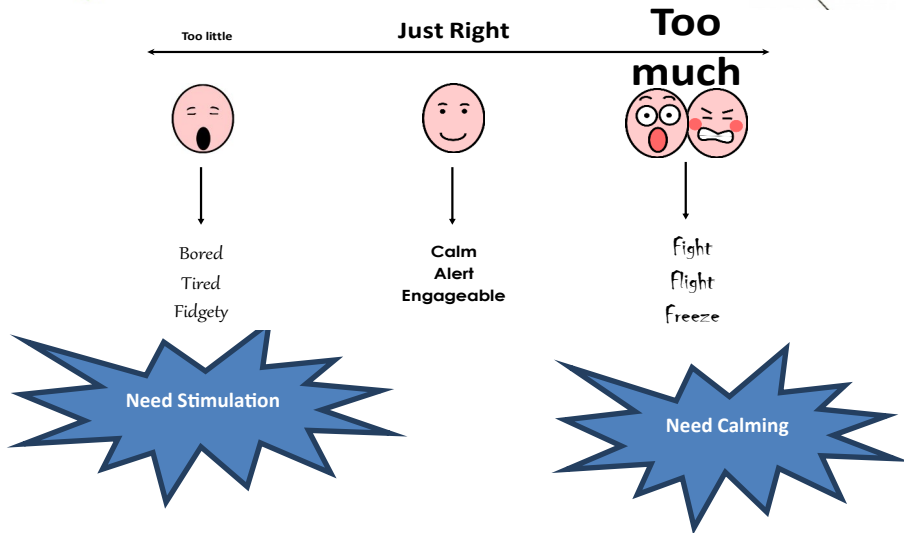 Too little
Just Right
Too
much
Bored
Tired
Fidgety
Calm
Alert
Engageable
Fight
Flight
Freeze
Need Stimulation
Need Calming